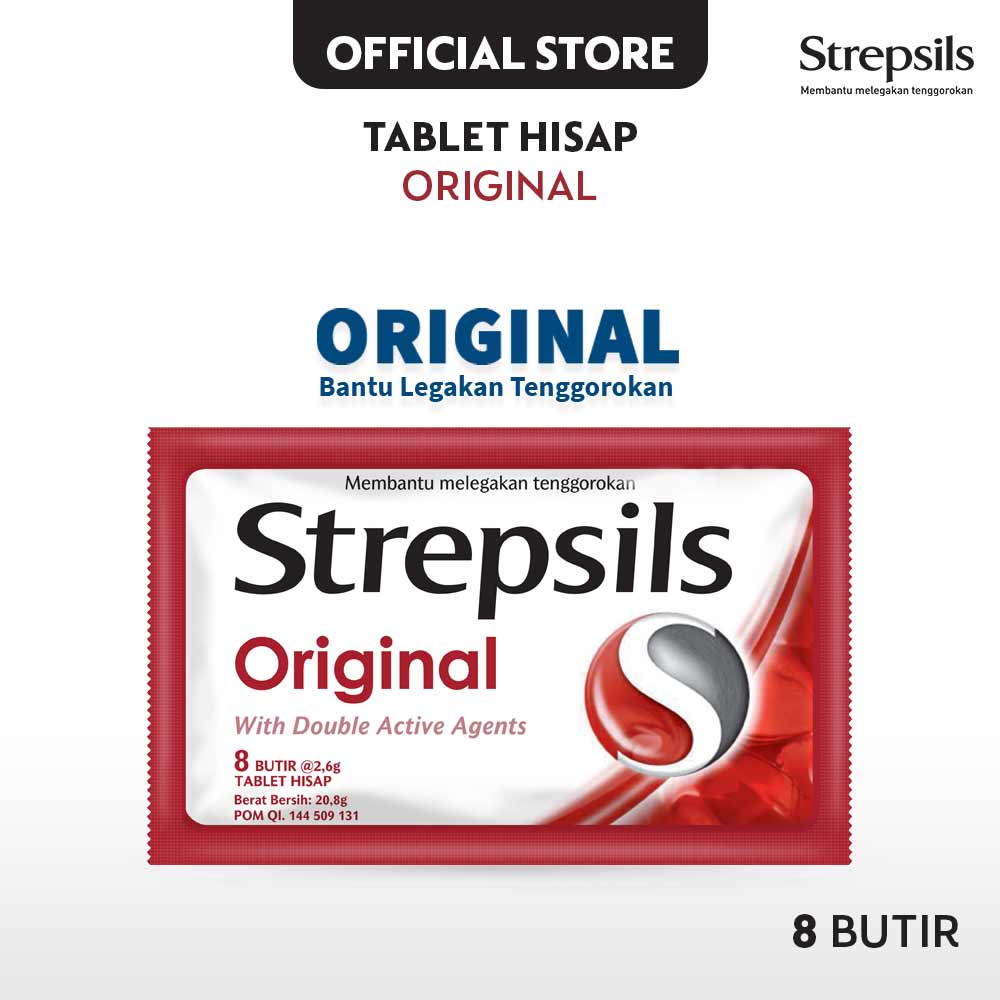 OFFICIAL STORE
Strepsils
Membantu melegakan tenggorokan
TABLET HISAP
ORIGINAL
ORIGINAL
Bantu Legakan Tenggorokan
Membantu melegakan tenggorokan
Strepsils
Original
With Double Active Agents
8 BUTIR @2,6g
TABLET HISAP
Berat Bersih: 20,8g
POM QI. 144 509 131
8 BUTIR